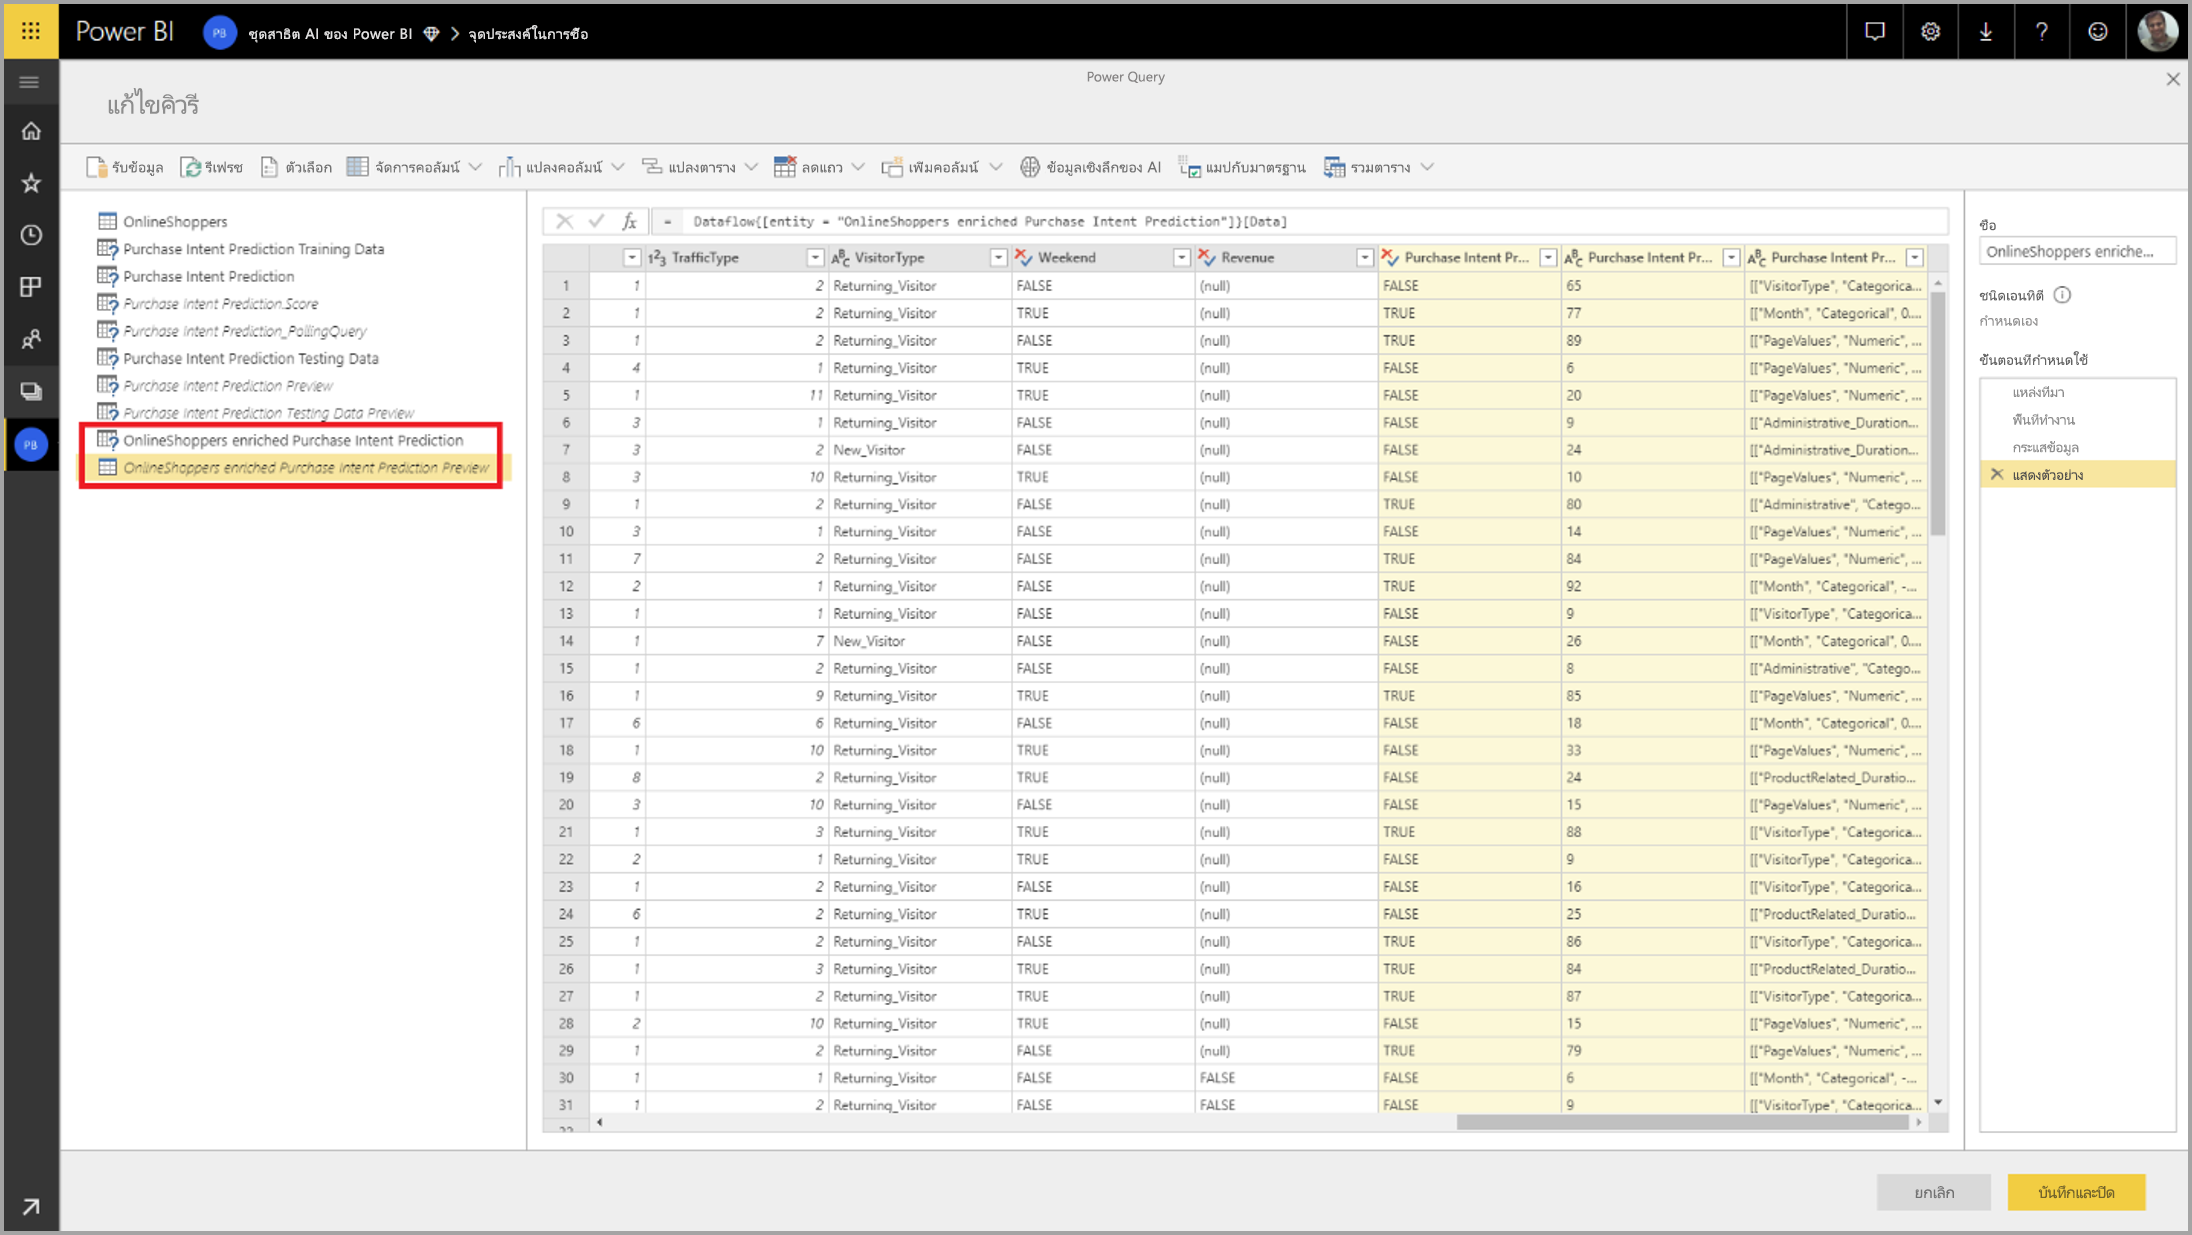 Power BI PB ชุดสาธิต AI ของ Power BI จุดประสงค์ในการซื้อ
Power Query
แก้ไขคิวรี
รับข้อมูล รีเฟรช ตัวเลือก จัดการคอลัมน์ แปลงคอลัมน์ แปลงตาราง ลดแถว เพิ่มคอลัมน์ ข้อมูลเชิงลึกของ AI แมปกับมาตรฐาน รวมตาราง
OnlineShoppers
Purchase Intent Prediction Training Data
Purchase Intent Prediction
Purchase Intent Prediction.Score
Purchase Intent Prediction_PollingQuery
Purchase Intent Prediction Testing Data
Purchase Intent Prediction Preview
Purchase Intent Prediction Testing Data Preview
OnlineShoppers enriched Purchase Intent Prediction
OnlineShoppers enriched Purchase Intent Prediction Preview
PB
fx = Dataflow{[entity = "OnlineShoppers enriched Purchase Intent Prediction"]}[Data]
1 2 3 TrafficType ABC VisitorType Weekend Revenue Purchase Intent Pr... ABC Purchase Intent Pr... ABC Purchase Intent Pr...
1 1 2 Returning_Visitor FALSE (null) FALSE 65 [["VisitorType", "Categorica...
2 1 2 Returning_Visitor TRUE (null) TRUE 77 [["Month", "Categorical", 0....
3 1 2 Returning_Visitor FALSE (null) TRUE 89 [["PageValues", "Numeric", ...
4 4 1 Returning_Visitor TRUE (null) FALSE 6 [["PageValues", "Numeric", ...
5 1 11 Returning_Visitor TRUE (null) FALSE 20 [["PageValues", "Numeric", ...
6 3 1 Returning_Visitor FALSE (null) FALSE 9 [["Administrative_Duration...
7 3 2 New_Visitor FALSE (null) FALSE 24 [["Administrative_Duration...
8 3 10 Returning_Visitor TRUE (null) FALSE 10 [["PageValues", "Numeric", ...
9 1 2 Returning_Visitor FALSE (null) TRUE 80 [["Administrative", "Catego...
10 3 1 Returning_Visitor FALSE (null) FALSE 14 [["PageValues", "Numeric", ...
11 7 2 Returning_Visitor FALSE (null) TRUE 84 [["PageValues", "Numeric", ...
12 2 1 Returning_Visitor FALSE (null) TRUE 92 [["Month", "Categorical", -...
13 1 1 Returning_Visitor FALSE (null) FALSE 9 [["VisitorType", "Categorica...
14 1 7 New_Visitor FALSE (null) FALSE 26 [["Month", "Categorical", 0....
15 1 2 Returning_Visitor FALSE (null) FALSE 8 [["Administrative", "Catego...
16 1 9 Returning_Visitor TRUE (null) TRUE 85 [["PageValues", "Numeric", ...
17 6 6 Returning_Visitor FALSE (null) FALSE 18 [["Month", "Categorical", 0....
18 1 10 Returning_Visitor TRUE (null) FALSE 33 [["PageValues", "Numeric", ...
19 8 2 Returning_Visitor TRUE (null) FALSE 24 [["ProductRelated_Duratio...
20 3 10 Returning_Visitor FALSE (null) FALSE 15 [["PageValues", "Numeric", ...
21 1 3 Returning_Visitor TRUE (null) TRUE 88 [["VisitorType", "Categorica...
22 2 1 Returning_Visitor TRUE (null) FALSE 9 [["VisitorType", "Categorica...
23 1 2 Returning_Visitor FALSE (null) FALSE 16 [["VisitorType", "Categorica...
24 6 2 Returning_Visitor TRUE (null) FALSE 25 [["ProductRelated_Duratio...
25 1 2 Returning_Visitor FALSE (null) TRUE 86 [["VisitorType", "Categorica...
26 1 3 Returning_Visitor TRUE (null) TRUE 84 [["ProductRelated_Duratio...
27 1 2 Returning_Visitor TRUE (null) TRUE 87 [["VisitorType", "Categorica...
28 2 10 Returning_Visitor TRUE (null) FALSE 15 [["PageValues", "Numeric", ...
29 1 2 Returning_Visitor FALSE (null) TRUE 79 [["PageValues", "Numeric", ...
30 1 1 Returning_Visitor FALSE FALSE FALSE 6 [["Month", "Categorical", -...
31 1 2 Returning_Visitor FALSE FALSE FALSE 9 [["VisitorType", "Categorica...
ชื่อ
OnlineShoppers enriche...
ชนิดเอนทิตี
กำหนดเอง
ขั้นตอนที่กำหนดใช้
แหล่งที่มา
พื้นที่ทำงาน
กระแสข้อมูล
แสดงตัวอย่าง
ยกเลิก บันทึกและปิด